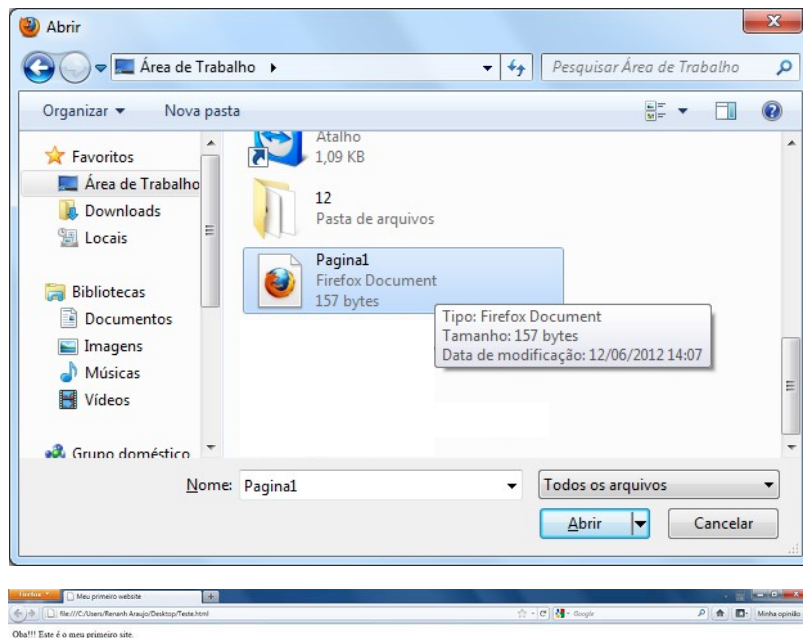 Abrir
Área de Trabalho
Pesquisar Área de Trabalho
Organizar Nova pasta
Favoritos
Área de Trabalho
Downloads
Locais
Bibliotecas
Documentos
Imagens
Músicas
Vídeos
Grupo doméstico
Atalho
1,09 KB
12
Pasta de arquivos
Pagina1
Firefox Document
157 bytes
Tipo: Firefox Document
Tamanho: 157 bytes
Data de modificação: 12/06/2012 14:07
Nome: Pagina1 Todos os arquivos
Abrir Cancelar
Firefox Meu primeiro website
file:///C:/Users/Renanh Araujo/Desktop/Teste.html Google Minha opinião
Oba!!! Este é o meu primeiro site.